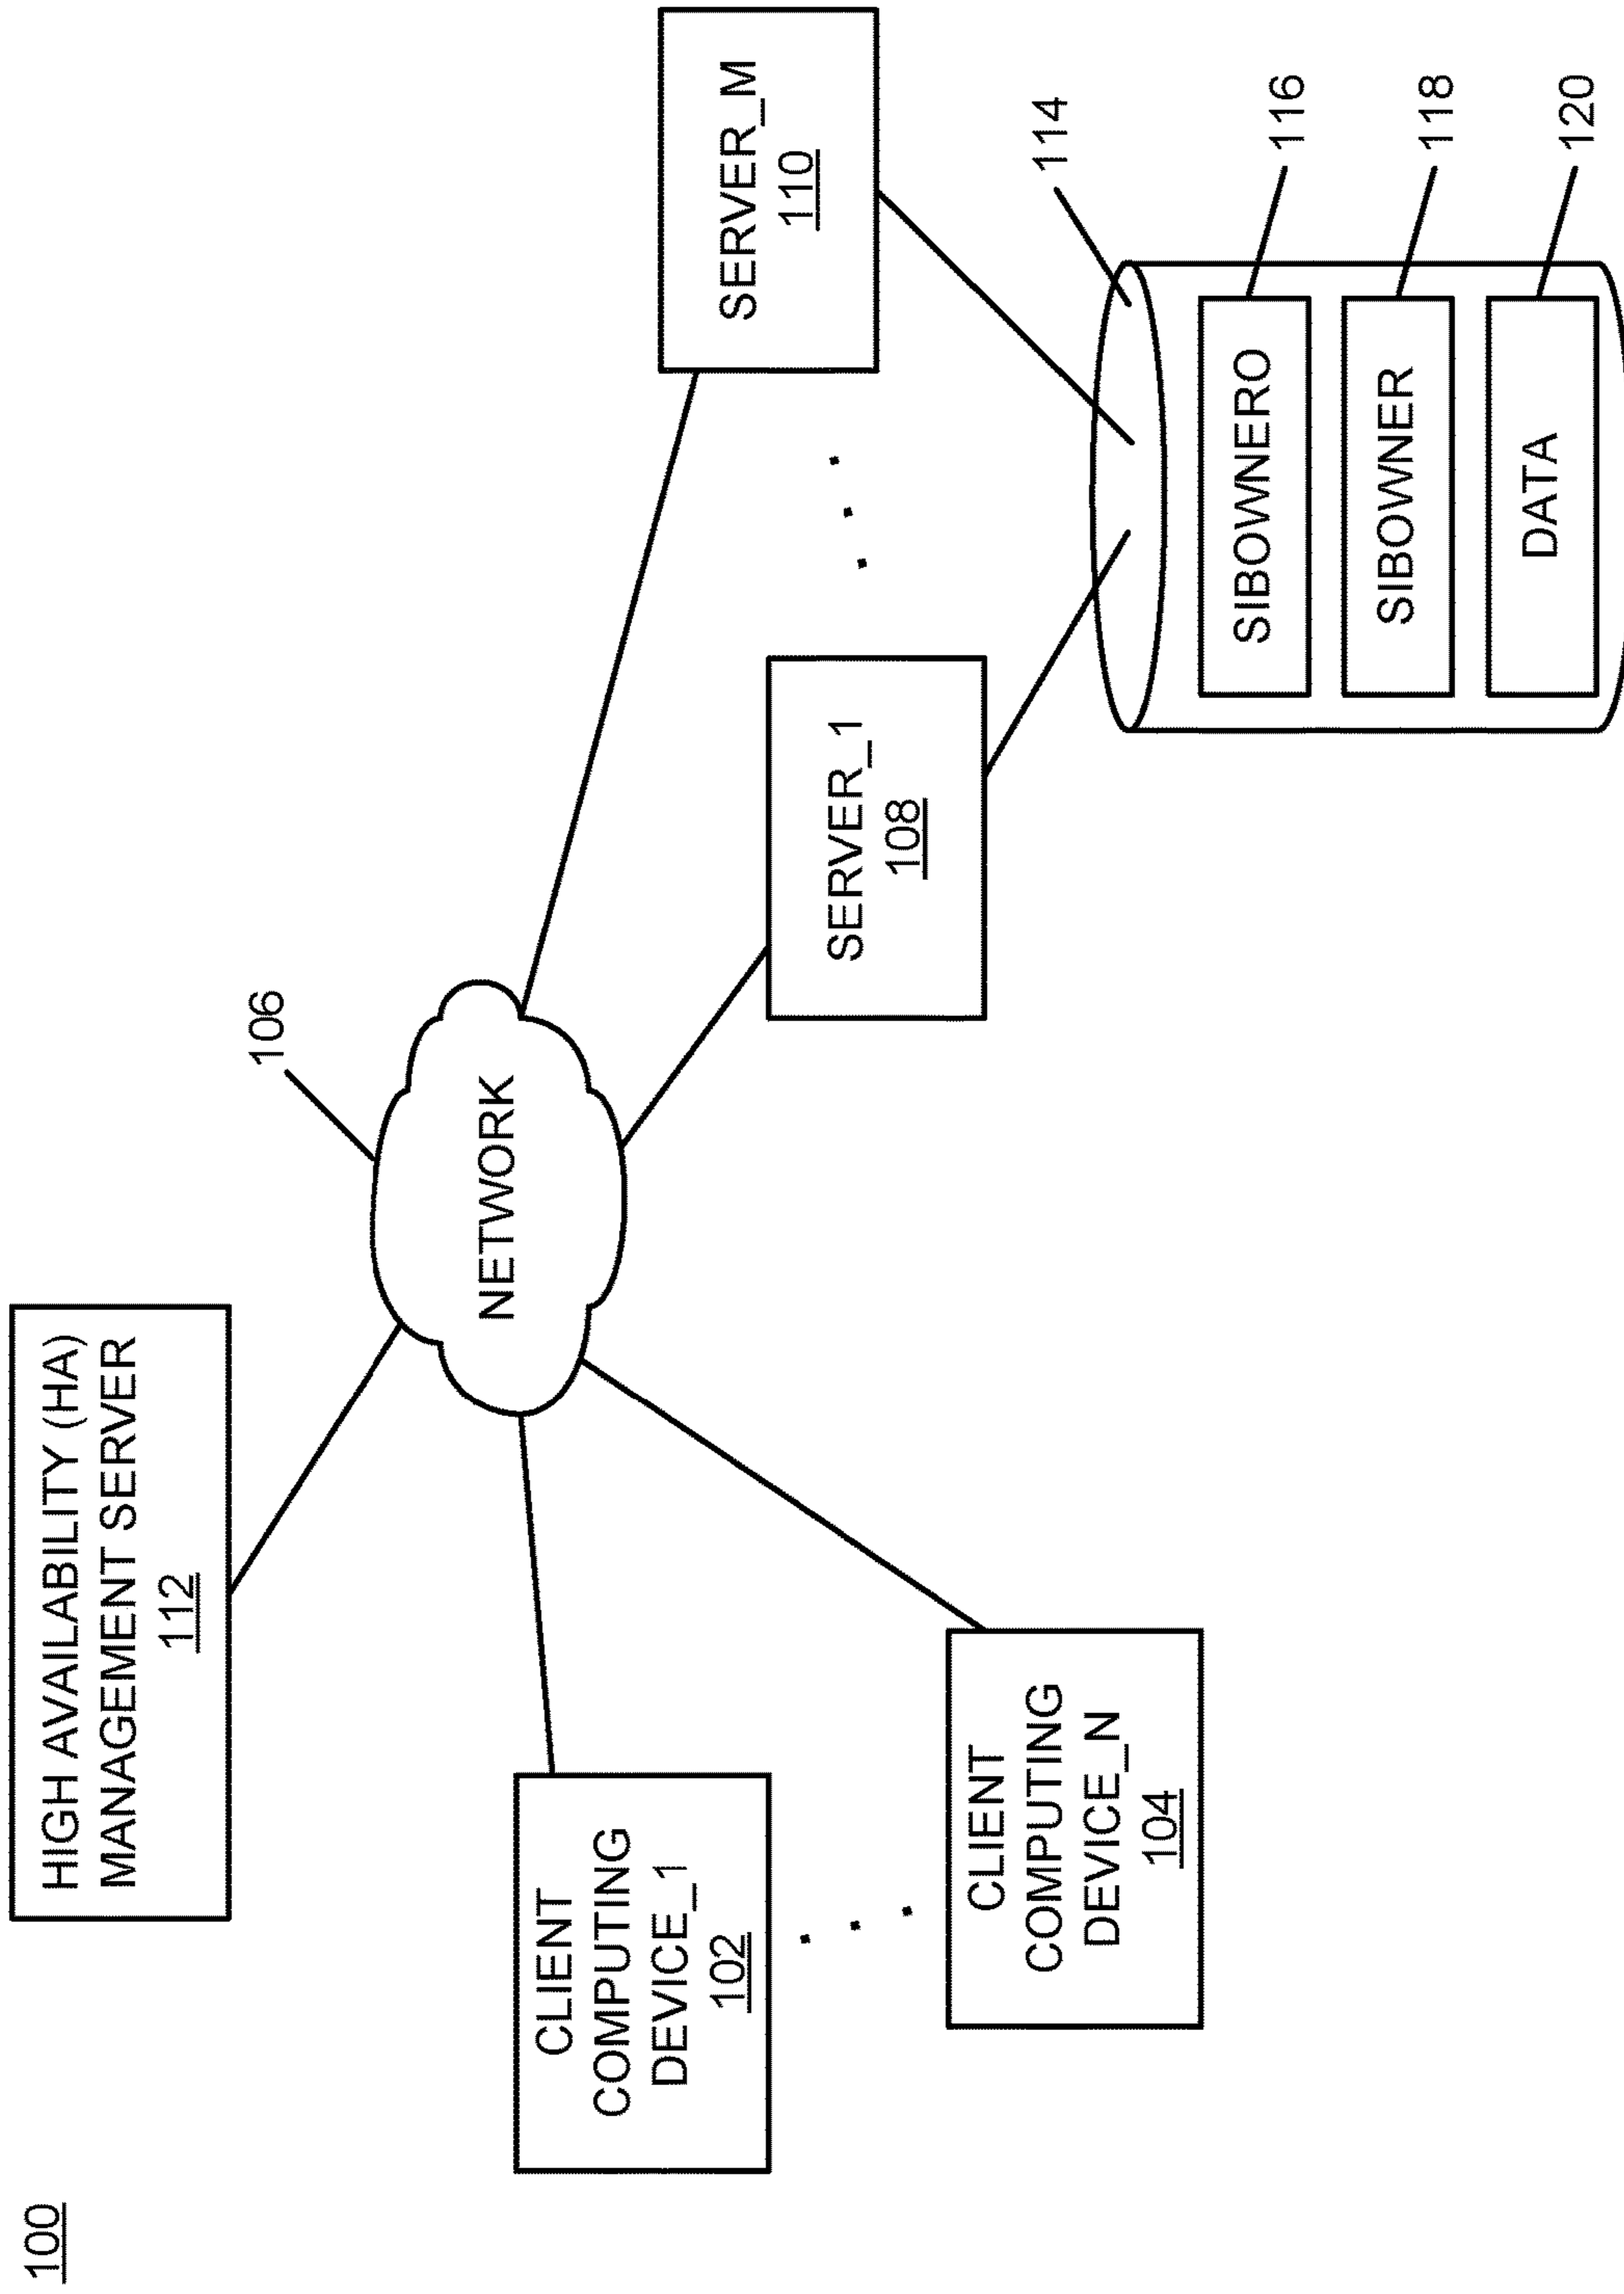 100
HIGH AVAILABILITY (HA)
MANAGEMENT SERVER
112
106
NETWORK
CLIENT
COMPUTING
DEVICE_1
102
CLIENT
COMPUTING
DEVICE_N
104
SERVER_1
108
SERVER_M
110
114
SIBOWNERO
116
SIBOWNER
118
DATA
120